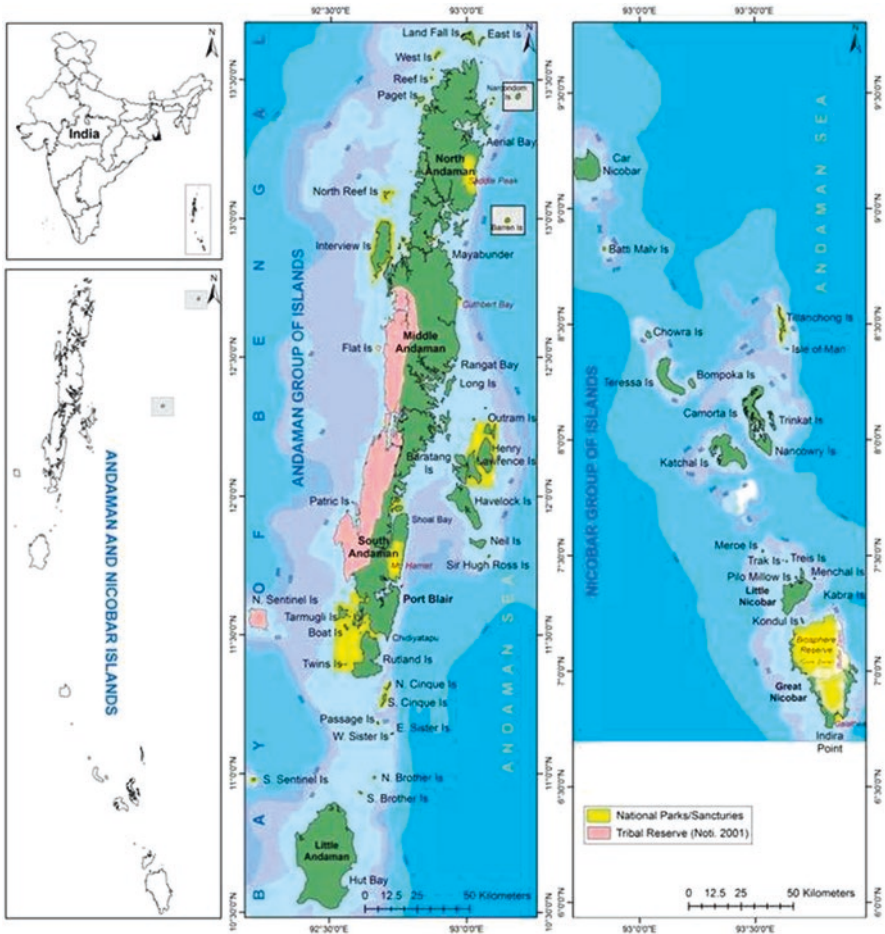 N
India
N
ANDAMAN AND NICOBAR ISLANDS
92°30'0"E
93°0'0"E
N
Land Fall Is
East Is
West Is
Reef Is
Paget Is
Narcondom
Is
Aerial Bay
North
Andaman
Saddle Peak
North Reef Is
Barren Is
Interview Is
Mayabunder
Cuthbert Bay
Middle
Andaman
Flat Is
Rangat Bay
Long Is
Outram Is
Baratang
Is
Henry
Lawrence Is
Havelock Is
Patric Is
Shoal Bay
South
Andaman
Neil Is
Mt. Harriet
Sir Hugh Ross Is
N. Sentinel Is
Port Blair
Tarmugli Is
Boat Is
Chidiyatapu
Twins Is
Rutland Is
N. Cinque Is
S. Cinque Is
Passage Is
E. Sister Is
W. Sister Is
S. Sentinel Is
N. Brother Is
S. Brother Is
Little
Andaman
Hut Bay
0 12.5 25 50 Kilometers
92°30'0"E
93°0'0"E
ANDAMAN GROUP OF ISLANDS
BAY OF BENGAL
ANDAMAN SEA
13°0'0"N
12°0'0"N
11°30'0"N
11°0'0"N
10°30'0"N
93°0'0"E
93°30'0"E
N
Car
Nicobar
Batti Malv Is
Chowra Is
Tillanchong Is
Isle of Man
Teressa Is
Bompoka Is
Camorta Is
Trinkat Is
Nancowry Is
Katchal Is
Meroe Is
Trak Is
Treis Is
Menchal Is
Pilo Millow Is
Little
Nicobar
Kabra Is
Kondul Is
Biosphere
Reserve
Great
Nicobar
Galathea
Indira
Point
NICOBAR GROUP OF ISLANDS
ANDAMAN SEA
9°30'0"N
9°0'0"N
8°30'0"N
8°0'0"N
7°30'0"N
7°0'0"N
6°30'0"N
6°0'0"N
National Parks/Sancturies
Tribal Reserve (Noti. 2001)
0 12.5 25 50 Kilometers
93°0'0"E
93°30'0"E